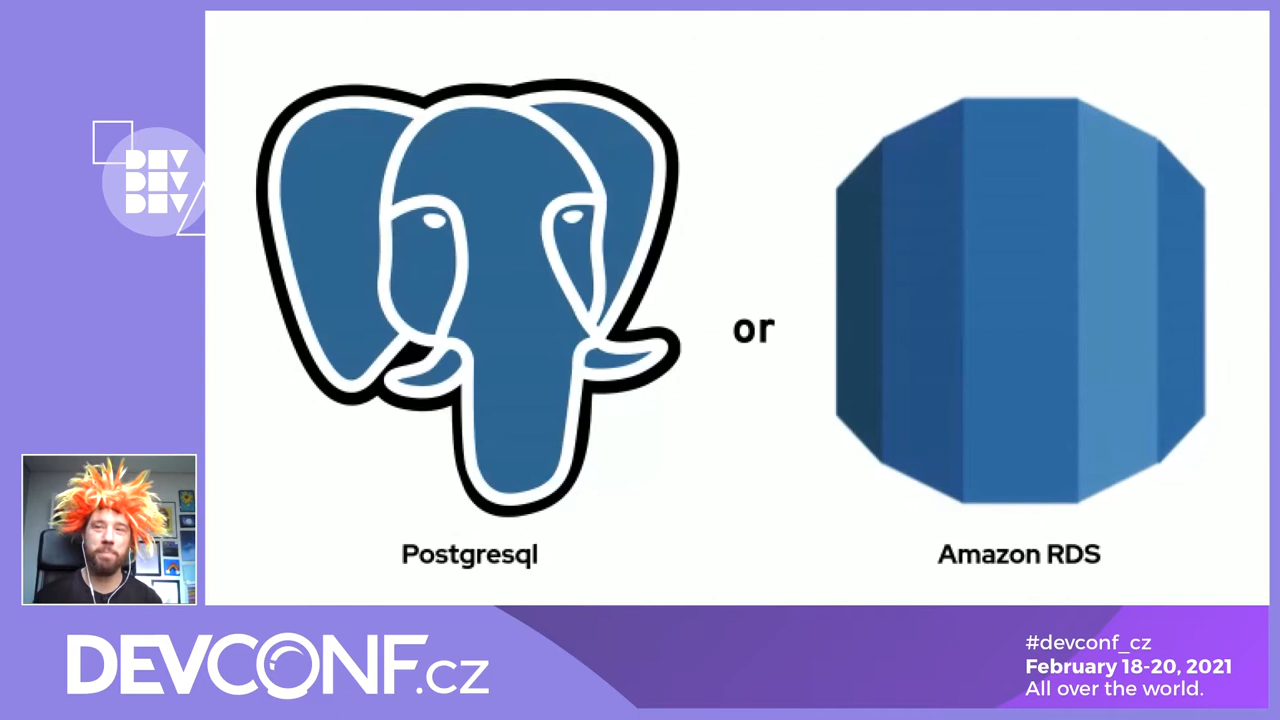 DEV
DEV
DEV
or
Postgresql
Amazon RDS
DEVCONF.cz
#devconf_cz
February 18-20, 2021
All over the world.